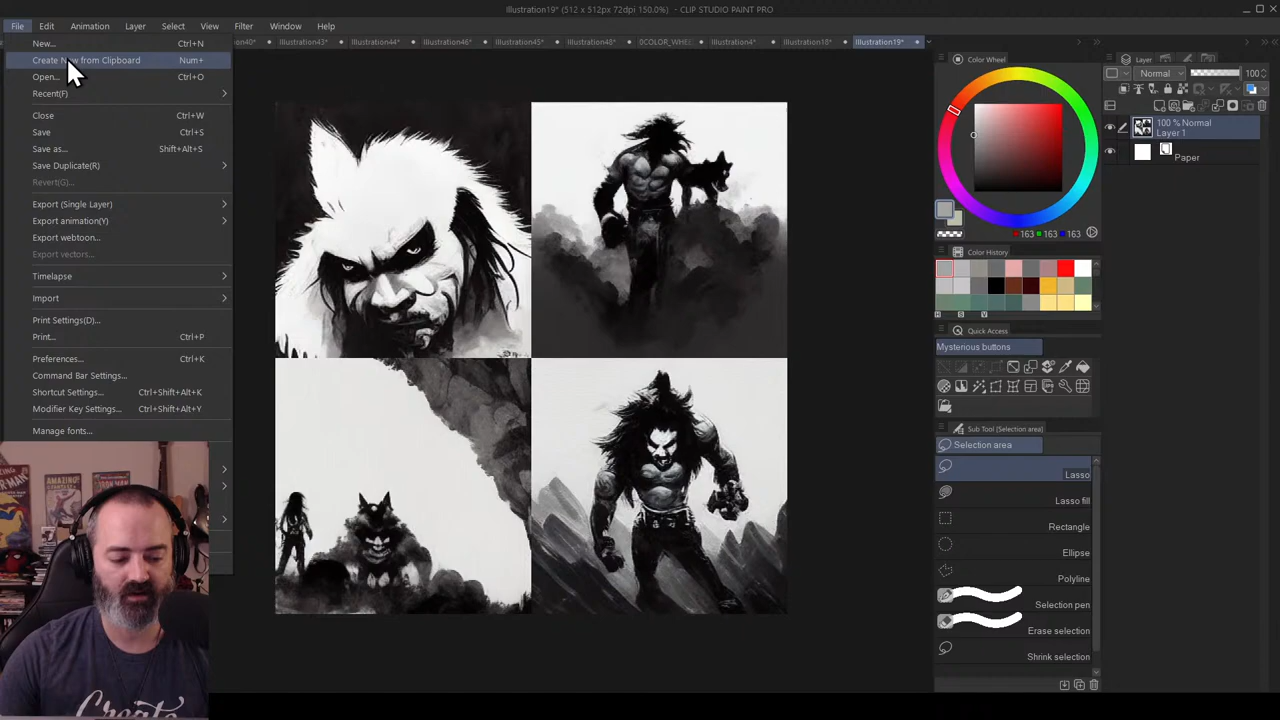 Illustration19* (512 x 512px 72dpi 150.0%) - CLIP STUDIO PAINT PRO
File Edit Animation Layer Select View Filter Window Help
Illustration43* Illustration44* Illustration46* Illustration45* Illustration48* 0COLOR_WHE Illustration36* Illustration18* Illustration19*
New... Ctrl+N
Create New from Clipboard Num+
Open... Ctrl+O
Recent(F)
Close Ctrl+W
Save Ctrl+S
Save as... Shift+Alt+S
Save Duplicate(R)
Revert(G)...
Export (Single Layer)
Export animation(Y)
Export webtoon...
Export vectors...
Timelapse
Import
Print Settings(D)...
Print... Ctrl+P
Preferences... Ctrl+K
Command Bar Settings...
Shortcut Settings... Ctrl+Shift+Alt+K
Modifier Key Settings... Ctrl+Shift+Alt+Y
Manage fonts...
Color Wheel
163 163 163
Color History
H S V
Quick Access
Mysterious buttons
Sub Tool (Selection area)
Selection area
Lasso
Lasso fill
Rectangle
Ellipse
Polyline
Selection pen
Erase selection
Shrink selection
Layer
Normal 100
100 % Normal
Layer 1
Paper
AMAZING
Create